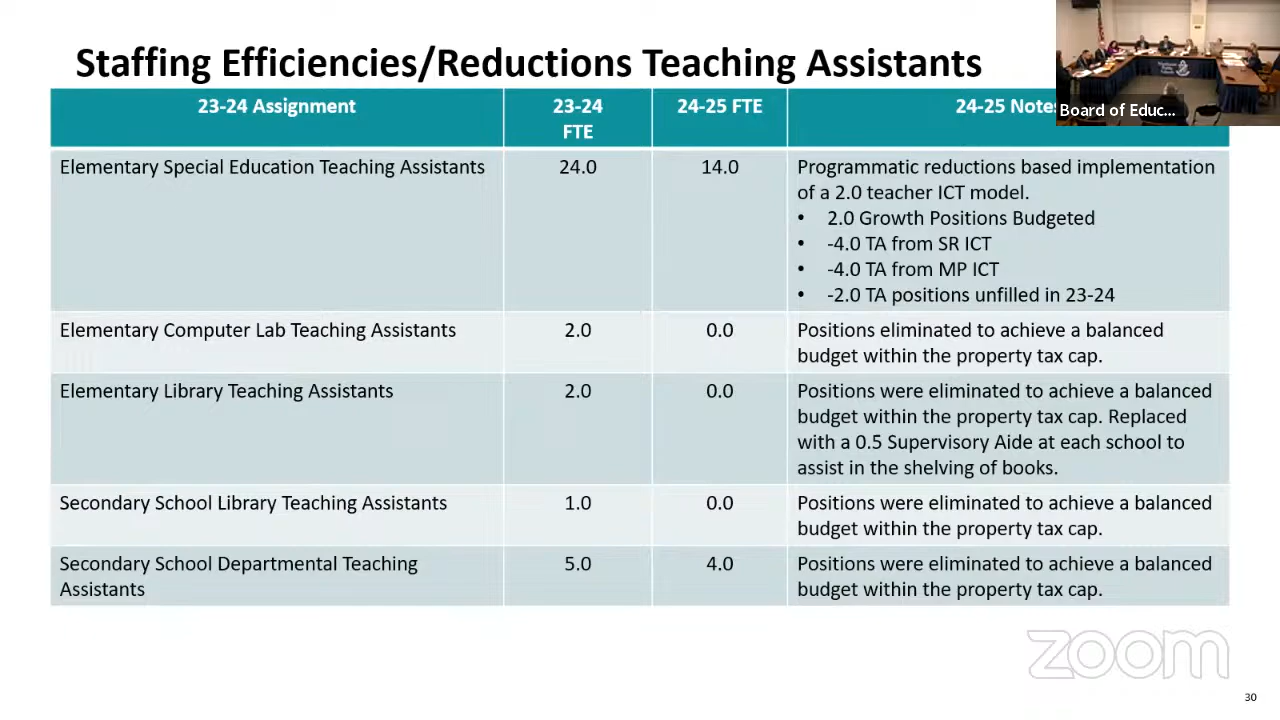 Staffing Efficiencies/Reductions Teaching Assistants
Board of Educ...
23-24 Assignment
23-24
FTE
24-25 FTE
24-25
Elementary Special Education Teaching Assistants
24.0
14.0
Programmatic reductions based implementation
of a 2.0 teacher ICT model.
• 2.0 Growth Positions Budgeted
• -4.0 TA from SR ICT
• -4.0 TA from MP ICT
• -2.0 TA positions unfilled in 23-24
Elementary Computer Lab Teaching Assistants
2.0
0.0
Positions eliminated to achieve a balanced
budget within the property tax cap.
Elementary Library Teaching Assistants
2.0
0.0
Positions were eliminated to achieve a balanced
budget within the property tax cap. Replaced
with a 0.5 Supervisory Aide at each school to
assist in the shelving of books.
Secondary School Library Teaching Assistants
1.0
0.0
Positions were eliminated to achieve a balanced
budget within the property tax cap.
Secondary School Departmental Teaching
Assistants
5.0
4.0
Positions were eliminated to achieve a balanced
budget within the property tax cap.
zoom
30